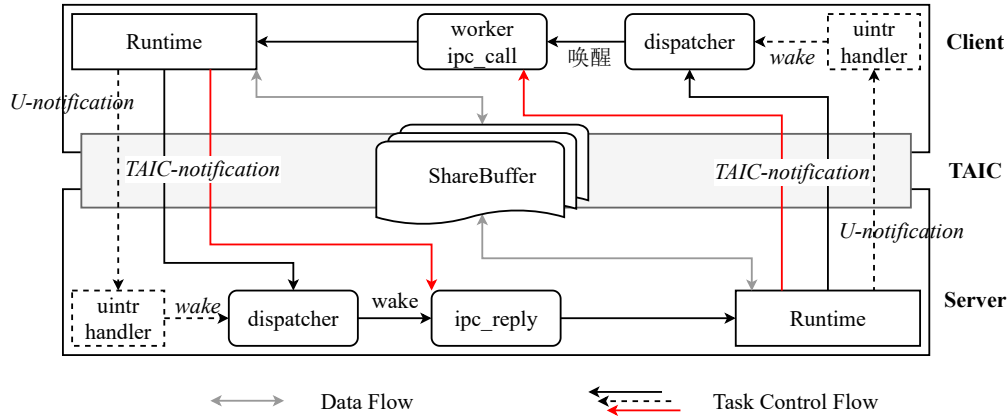 Runtime
worker
ipc_call
唤醒
dispatcher
wake
uintr
handler
Client
U-notification
TAIC-notification
ShareBuffer
TAIC-notification
TAIC
U-notification
uintr
handler
wake
dispatcher
wake
ipc_reply
Runtime
Server
Data Flow
Task Control Flow